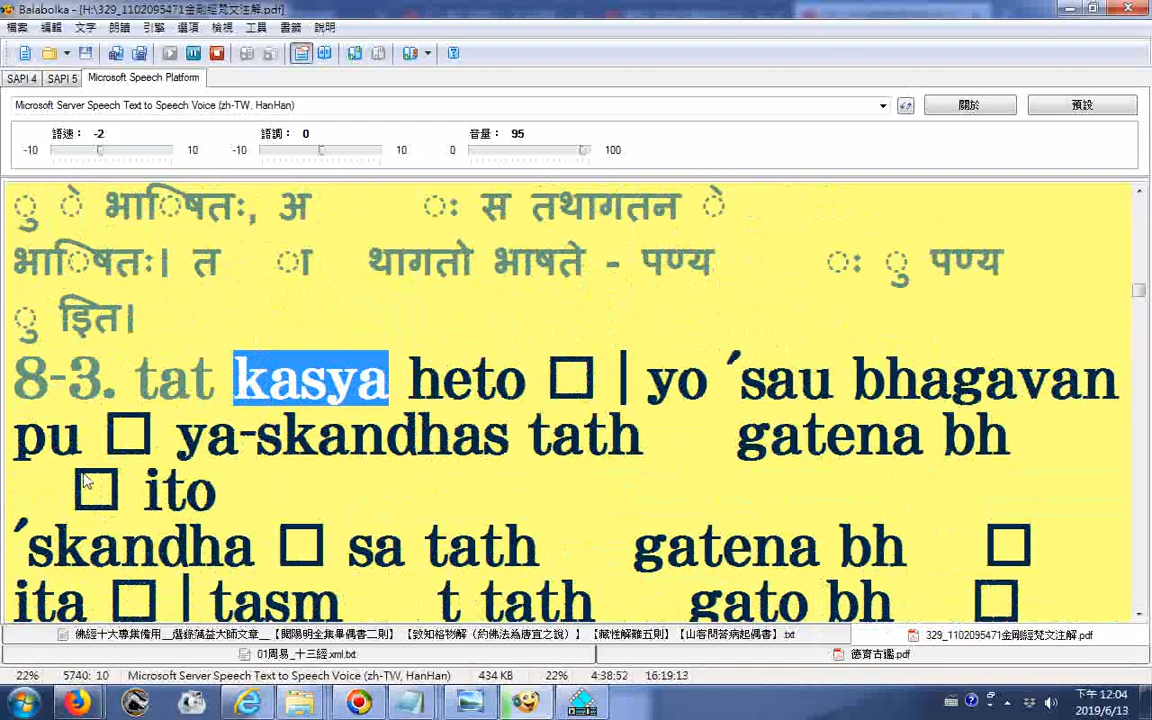 Balabolka - [H:\329_1102095471金剛經梵文注解.pdf]
檔案 編輯 文字 朗讀 引擎 選項 檢視 工具 書籤 說明
SAPI 4 SAPI 5 Microsoft Speech Platform
Microsoft Server Speech Text to Speech Voice (zh-TW, HanHan) 關於 預設
語速： -2 語調： 0 音量： 95
-10 10 -10 10 0 100
ु े भािषतः, अ ः स तथागतन े
भािषतः। त ा थागतो भाषते - पण्य ः ु पण्य
ु इित।
8-3. tat kasya heto □ | yo ´sau bhagavan
pu □ ya-skandhas tath gatena bh
□ ito
´skandha □ sa tath gatena bh □
ita □ | tasm t tath gato bh □
佛經十大專集備用__選錄蕅益大師文章__【閱陽明全集畢偶書二則】【致知格物解（約佛法為唐宜之說）】【藏性解難五則】【山客問答病起偶書】.txt 329_1102095471金剛經梵文注解.pdf
01周易_十三經.xml.txt 德育古鑑.pdf
22% 5740: 10 Microsoft Server Speech Text to Speech Voice (zh-TW, HanHan) 434 KB 22% 4:38:52 16:19:13
下午 12:04
2019/6/13